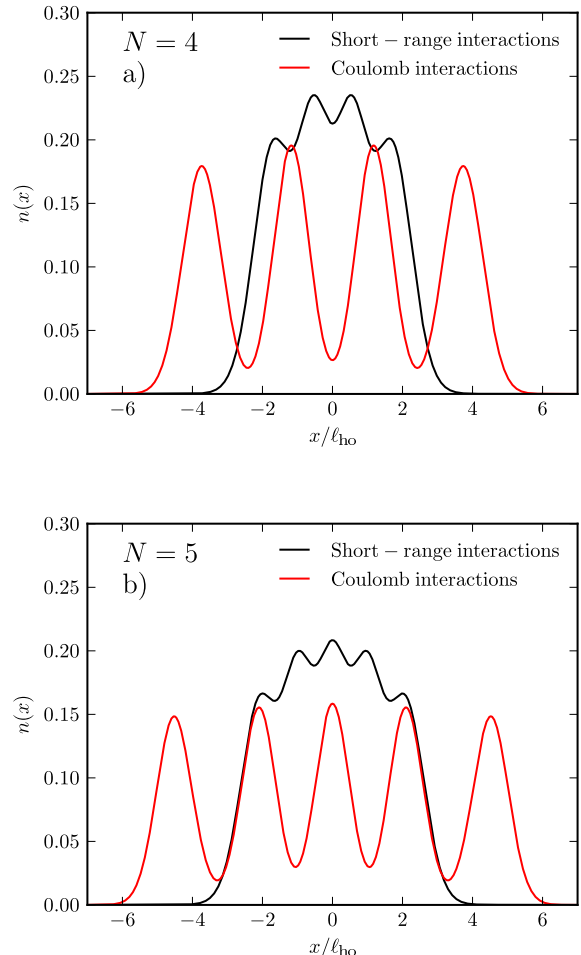 N = 4
a)
Short − range interactions
Coulomb interactions
0.30
0.25
0.20
0.15
0.10
0.05
0.00
n(x)
−6 −4 −2 0 2 4 6
x/ℓho
N = 5
b)
Short − range interactions
Coulomb interactions
0.30
0.25
0.20
0.15
0.10
0.05
0.00
n(x)
−6 −4 −2 0 2 4 6
x/ℓho